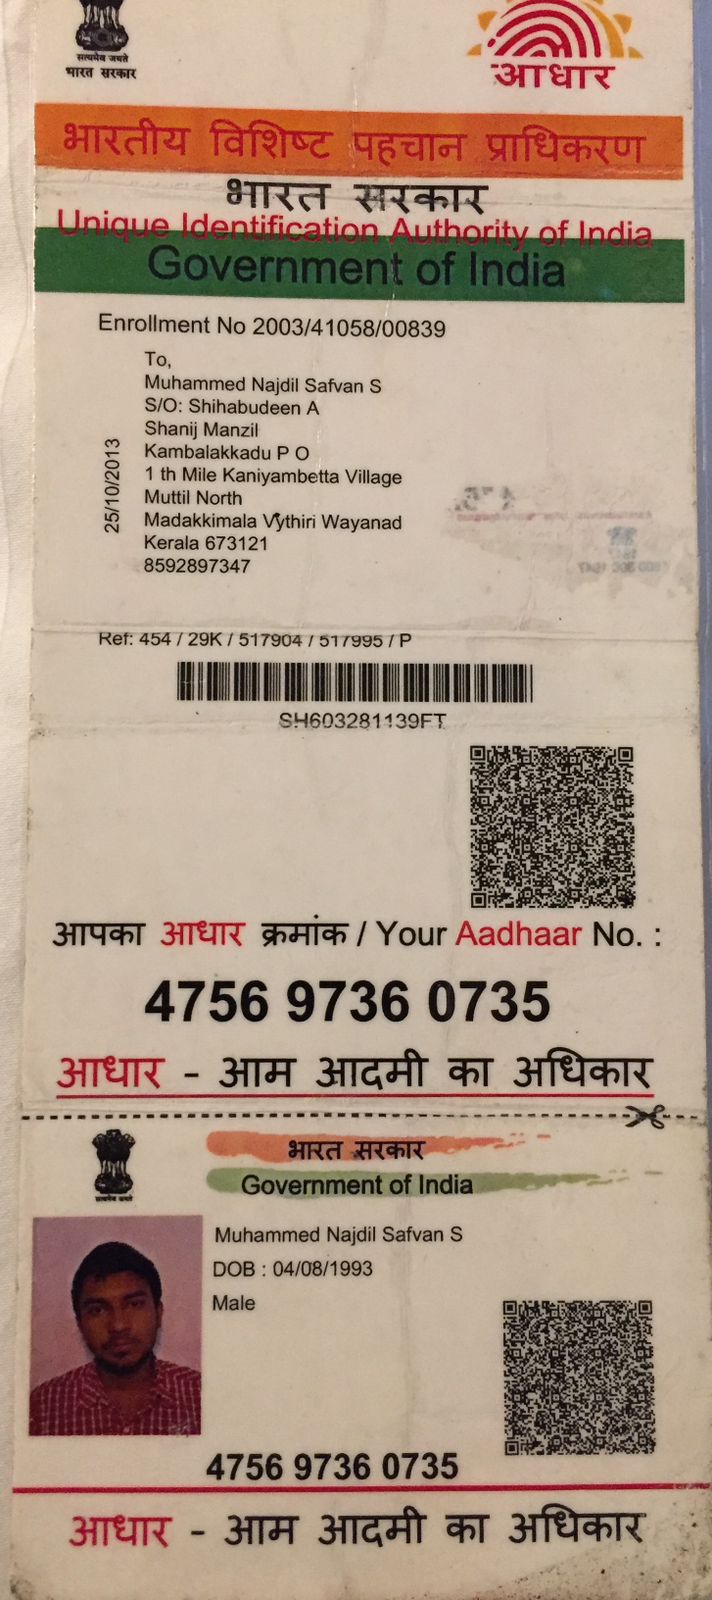 सत्यमेव जयते
भारत सरकार
आधार
भारतीय विशिष्ट पहचान प्राधिकरण
भारत सरकार
Unique Identification Authority of India
Government of India
Enrollment No 2003/41058/00839
To,
Muhammed Najdil Safvan S
S/O: Shihabudeen A
Shanij Manzil
Kambalakkadu P O
1 th Mile Kaniyambetta Village
Muttil North
Madakkimala Vythiri Wayanad
Kerala 673121
8592897347
25/10/2013
Ref: 454 / 29K / 517904 / 517995 / P
SH603281139FT
आपका आधार क्रमांक / Your Aadhaar No. :
4756 9736 0735
आधार - आम आदमी का अधिकार
भारत सरकार
Government of India
सत्यमेव जयते
Muhammed Najdil Safvan S
DOB : 04/08/1993
Male
4756 9736 0735
आधार - आम आदमी का अधिकार